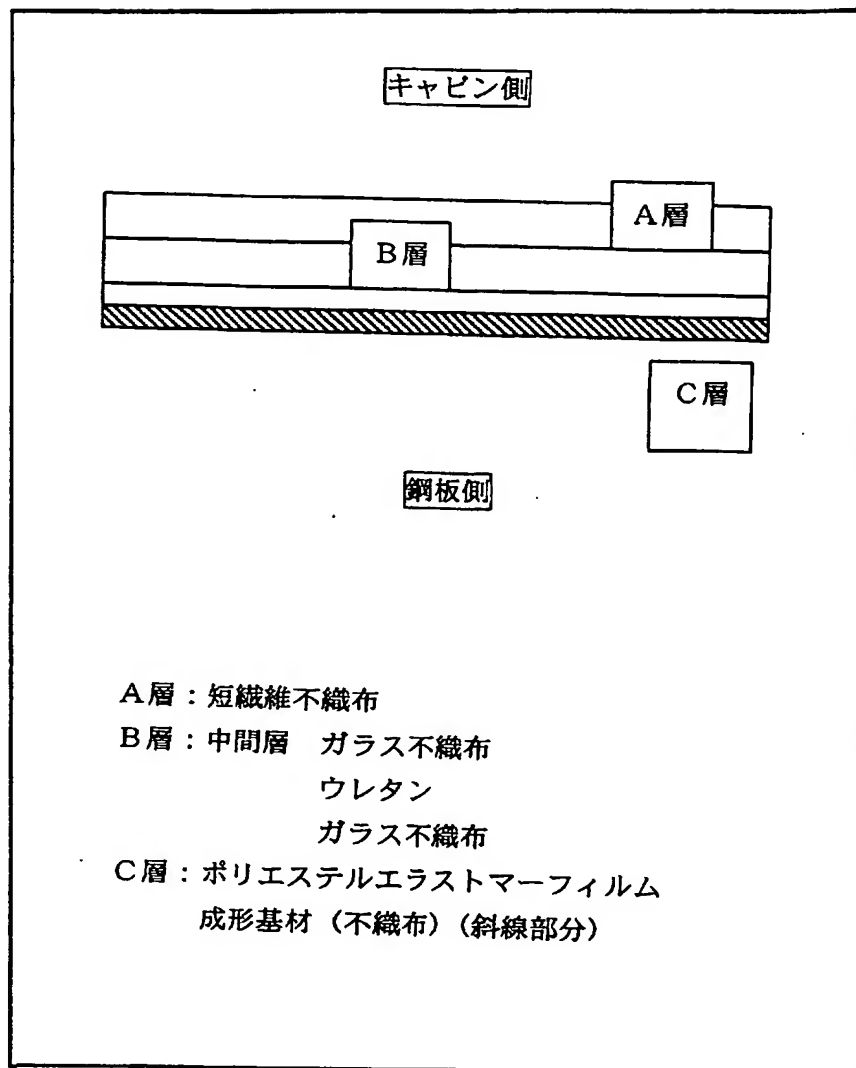 キャビン側
A層
B層
C層
鋼板側
A層：短繊維不織布
B層：中間層 ガラス不織布
ウレタン
ガラス不織布
C層：ポリエステルエラストマーフィルム
成形基材（不織布）（斜線部分）